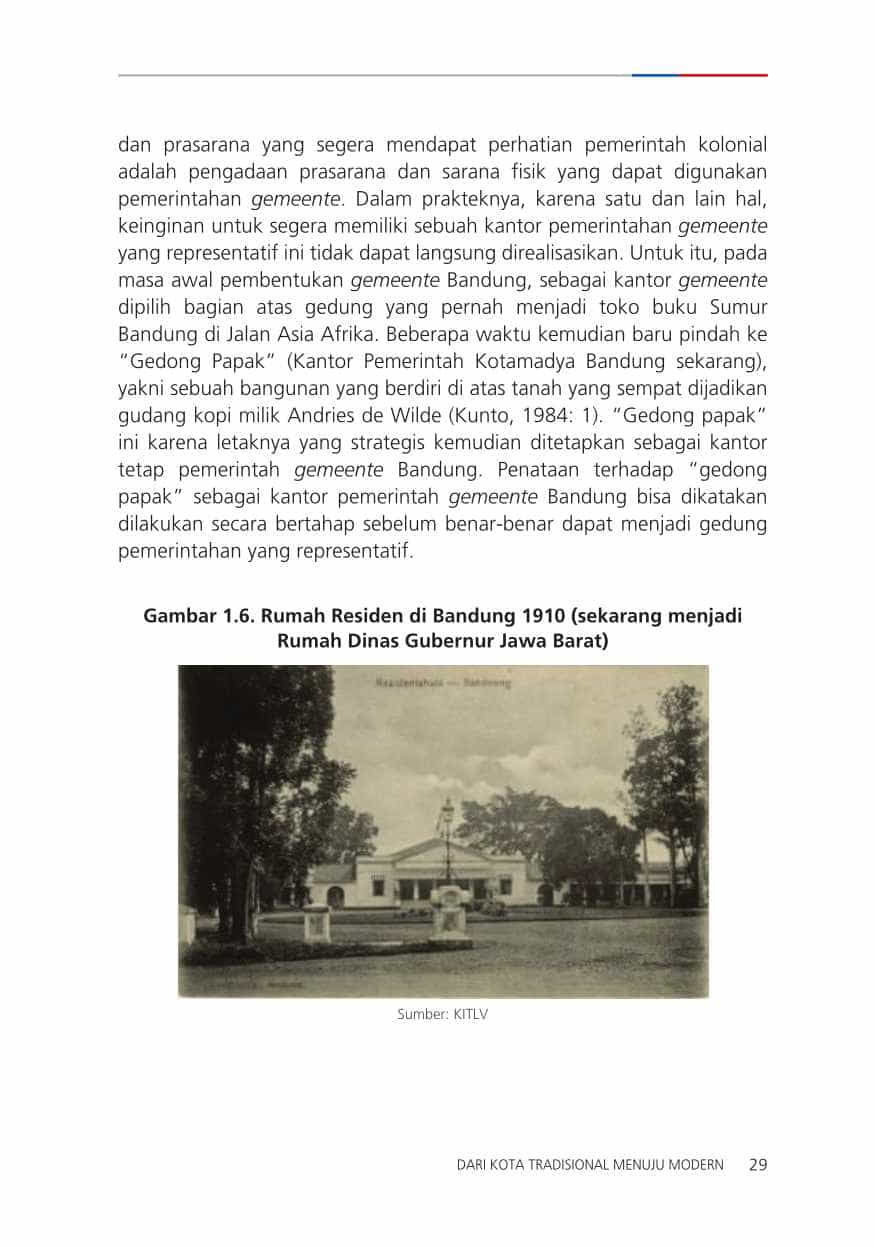 dan prasarana yang segera mendapat perhatian pemerintah kolonial
adalah pengadaan prasarana dan sarana fisik yang dapat digunakan
pemerintahan gemeente. Dalam prakteknya, karena satu dan lain hal,
keinginan untuk segera memiliki sebuah kantor pemerintahan gemeente
yang representatif ini tidak dapat langsung direalisasikan. Untuk itu, pada
masa awal pembentukan gemeente Bandung, sebagai kantor gemeente
dipilih bagian atas gedung yang pernah menjadi toko buku Sumur
Bandung di Jalan Asia Afrika. Beberapa waktu kemudian baru pindah ke
“Gedong Papak” (Kantor Pemerintah Kotamadya Bandung sekarang),
yakni sebuah bangunan yang berdiri di atas tanah yang sempat dijadikan
gudang kopi milik Andries de Wilde (Kunto, 1984: 1). “Gedong papak”
ini karena letaknya yang strategis kemudian ditetapkan sebagai kantor
tetap pemerintah gemeente Bandung. Penataan terhadap “gedong
papak” sebagai kantor pemerintah gemeente Bandung bisa dikatakan
dilakukan secara bertahap sebelum benar-benar dapat menjadi gedung
pemerintahan yang representatif.
Gambar 1.6. Rumah Residen di Bandung 1910 (sekarang menjadi
Rumah Dinas Gubernur Jawa Barat)
Residentshuis — Bandoeng
Sumber: KITLV
DARI KOTA TRADISIONAL MENUJU MODERN 29